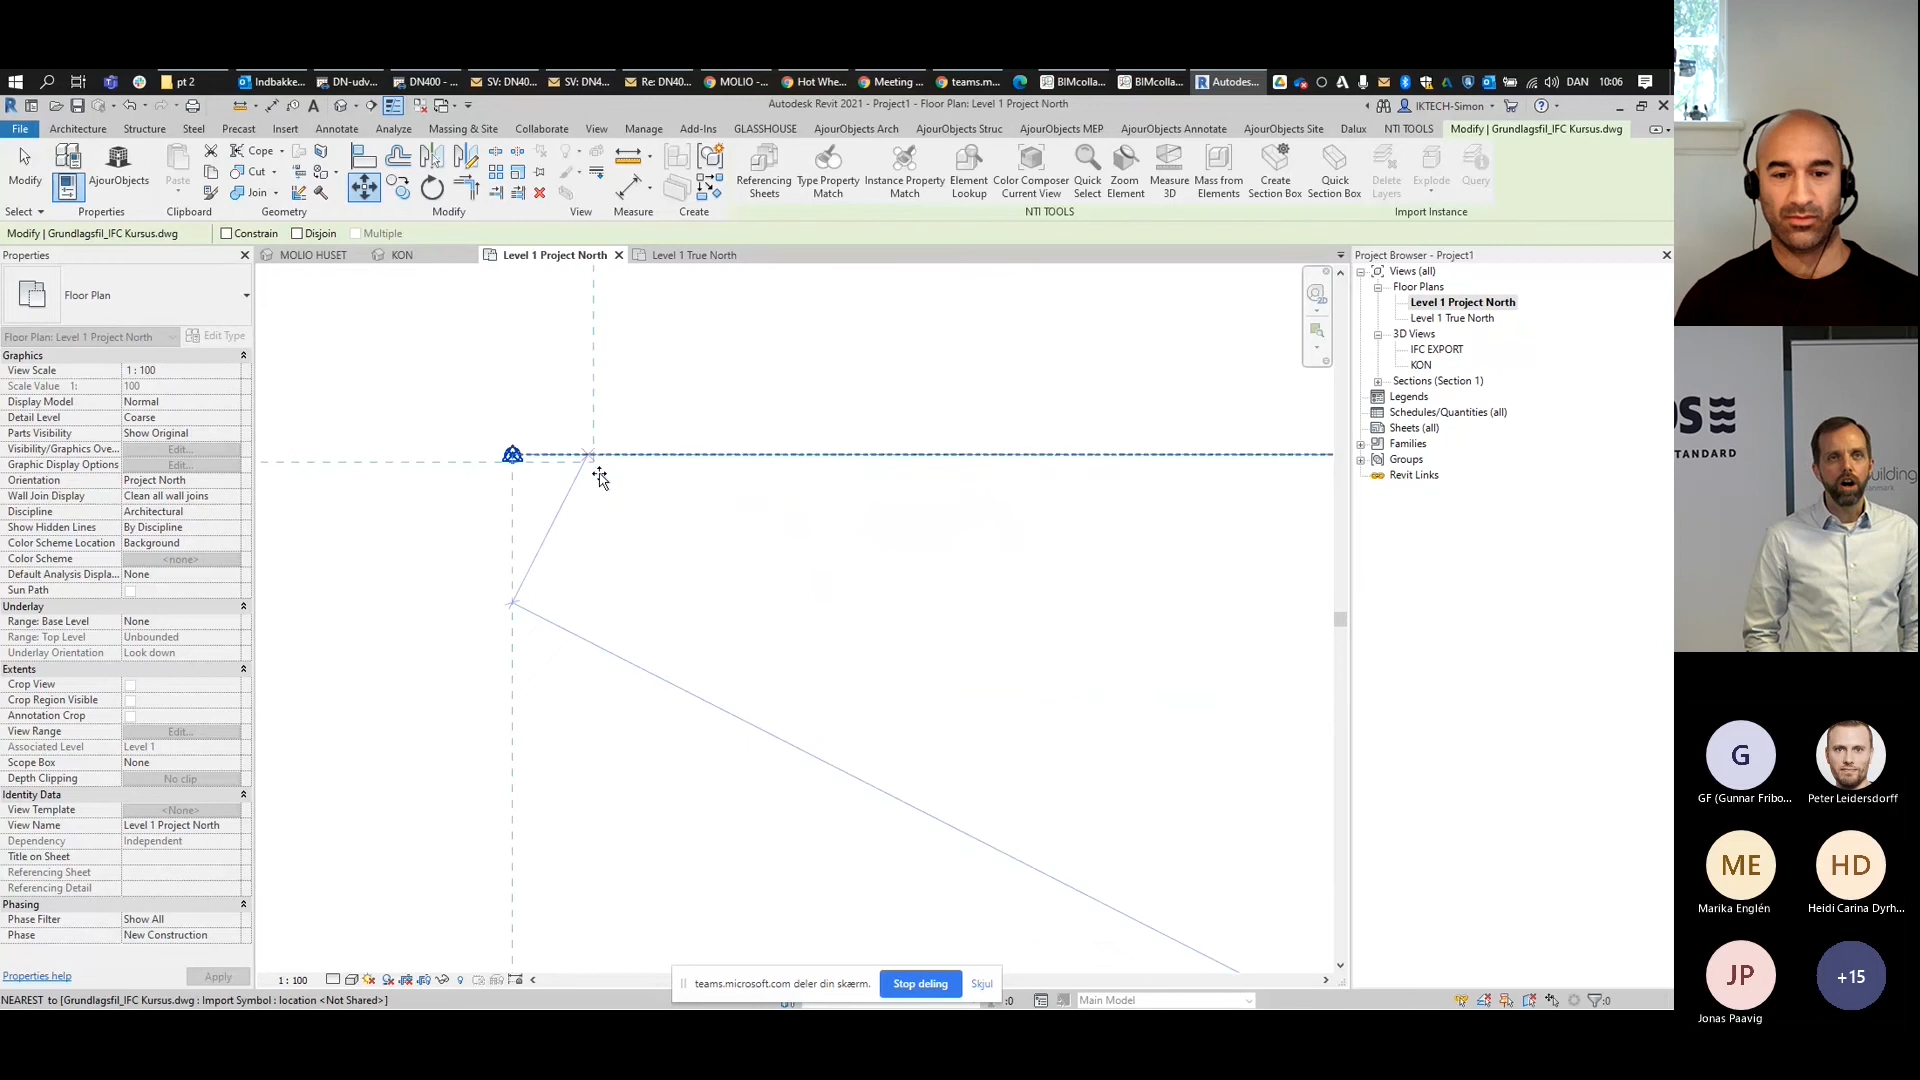 pt 2
Indbakke...
DN-udv...
DN400 - ...
SV: DN40...
SV: DN4...
Re: DN40...
MOLIO -...
Hot Whe...
Meeting ...
teams.m...
BIMcolla...
BIMcolla...
Autodes...
DAN
10:06
Autodesk Revit 2021 - Project1 - Floor Plan: Level 1 Project North
IKTECH-Simon
File
Architecture
Structure
Steel
Precast
Insert
Annotate
Analyze
Massing & Site
Collaborate
View
Manage
Add-Ins
GLASSHOUSE
AjourObjects Arch
AjourObjects Struc
AjourObjects MEP
AjourObjects Annotate
AjourObjects Site
Dalux
NTI TOOLS
Modify | Grundlagsfil_IFC Kursus.dwg
Modify
AjourObjects
Paste
Cope
Cut
Join
Referencing Sheets
Type Property Match
Instance Property Match
Element Lookup
Color Composer Current View
Quick Select
Zoom Element
Measure 3D
Mass from Elements
Create Section Box
Quick Section Box
Delete Layers
Explode
Query
Select
Properties
Clipboard
Geometry
Modify
View
Measure
Create
NTI TOOLS
Import Instance
Modify | Grundlagsfil_IFC Kursus.dwg
Constrain
Disjoin
Multiple
Properties
MOLIO HUSET
KON
Level 1 Project North
Level 1 True North
Project Browser - Project1
Floor Plan
Floor Plan: Level 1 Project North
Edit Type
Graphics
View Scale 1 : 100
Scale Value 1: 100
Display Model Normal
Detail Level Coarse
Parts Visibility Show Original
Visibility/Graphics Ove... Edit...
Graphic Display Options Edit...
Orientation Project North
Wall Join Display Clean all wall joins
Discipline Architectural
Show Hidden Lines By Discipline
Color Scheme Location Background
Color Scheme <none>
Default Analysis Displa... None
Sun Path
Underlay
Range: Base Level None
Range: Top Level Unbounded
Underlay Orientation Look down
Extents
Crop View
Crop Region Visible
Annotation Crop
View Range Edit...
Associated Level Level 1
Scope Box None
Depth Clipping No clip
Identity Data
View Template <None>
View Name Level 1 Project North
Dependency Independent
Title on Sheet
Referencing Sheet
Referencing Detail
Phasing
Phase Filter Show All
Phase New Construction
Properties help
Apply
Views (all)
Floor Plans
Level 1 Project North
Level 1 True North
3D Views
IFC EXPORT
KON
Sections (Section 1)
Legends
Schedules/Quantities (all)
Sheets (all)
Families
Groups
Revit Links
1 : 100
teams.microsoft.com deler din skærm.
Stop deling
Skjul
NEAREST to [Grundlagsfil_IFC Kursus.dwg : Import Symbol : location <Not Shared>]
:0
Main Model
:0
TANDARD
uilding
G
GF (Gunnar Fribo...
Peter Leidersdorff
ME
Marika Englén
HD
Heidi Carina Dyrh...
JP
Jonas Paavig
+15